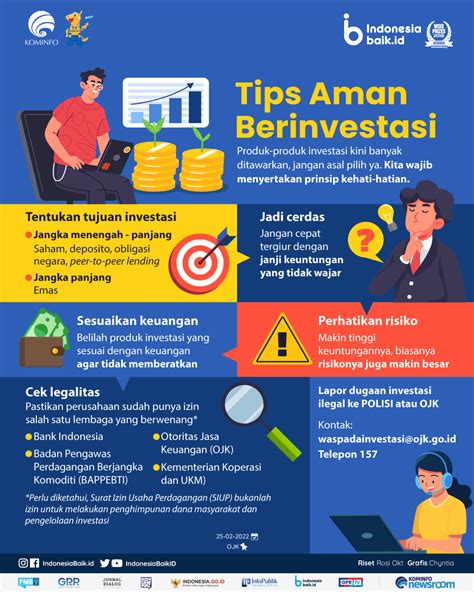 KOMINFO
Indonesia
baik.id
Tips Aman
Berinvestasi
Produk-produk investasi kini banyak
ditawarkan, jangan asal pilih ya. Kita wajib
menyertakan prinsip kehati-hatian.
Tentukan tujuan investasi
Jangka menengah - panjang
Saham, deposito, obligasi
negara, peer-to-peer lending
Jangka panjang
Emas
Jadi cerdas
Jangan cepat
tergiur dengan
janji keuntungan
yang tidak wajar
?
Sesuaikan keuangan
Belilah produk investasi yang
sesuai dengan keuangan
agar tidak memberatkan
!
Perhatikan risiko
Makin tinggi
keuntungannya, biasanya
risikonya juga makin besar
Cek legalitas
Pastikan perusahaan sudah punya izin
salah satu lembaga yang berwenang*
Bank Indonesia
Badan Pengawas
Perdagangan Berjangka
Komoditi (BAPPEBTI)
Otoritas Jasa
Keuangan (OJK)
Kementerian Koperasi
dan UKM)
*Perlu diketahui, Surat Izin Usaha Perdagangan (SIUP) bukanlah
izin untuk melakukan penghimpunan dana masyarakat dan
pengelolaan investasi
Lapor dugaan investasi
ilegal ke POLISI atau OJK
Kontak:
waspadainvestasi@ojk.go.id
Telepon 157
25-02-2022
OJK
IndonesiaBaik.id
IndonesiaBaikID
Riset Rosi Okt Grafis Chyntia
GPR
JURNAL
DIALOG
INDONESIA.GO.ID
InfoPublik
Indonesia
baik.id
KOMINFO
newsroom